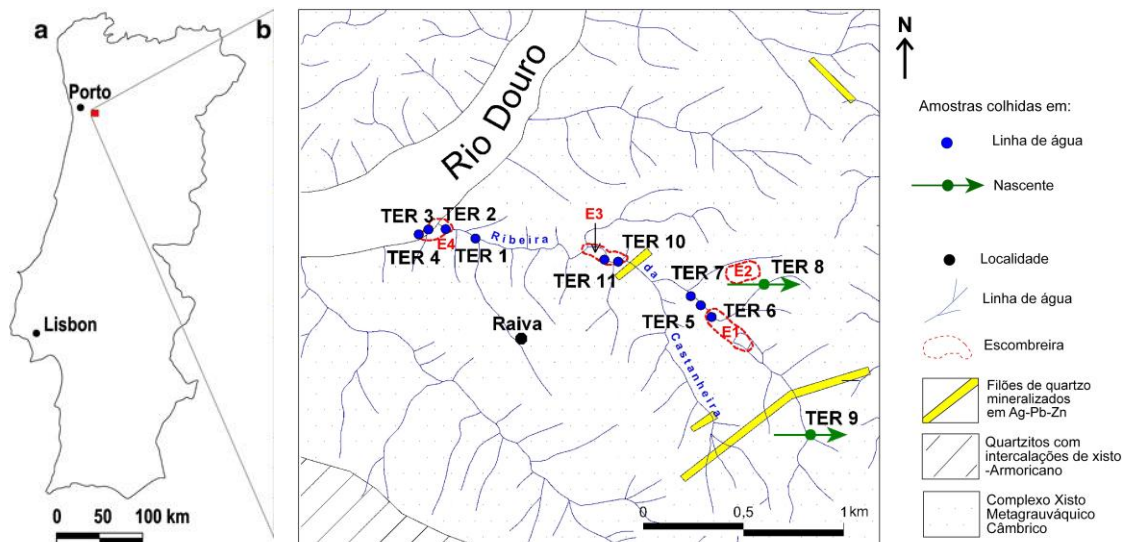 a
b
Porto
Lisbon
0 50 100 km
Rio Douro
TER 3
TER 2
E4
TER 4
TER 1
Ribeira
E3
TER 10
da
TER 11
TER 7
E2
TER 8
TER 5
TER 6
E1
Raiva
Castanheira
TER 9
0 0,5 1 km
N
Amostras colhidas em:
Linha de água
Nascente
Localidade
Linha de água
Escombreira
Filões de quartzo
mineralizados
em Ag-Pb-Zn
Quartzitos com
intercalações de xisto
-Armoricano
Complexo Xisto
Metagrauváquico
Câmbrico